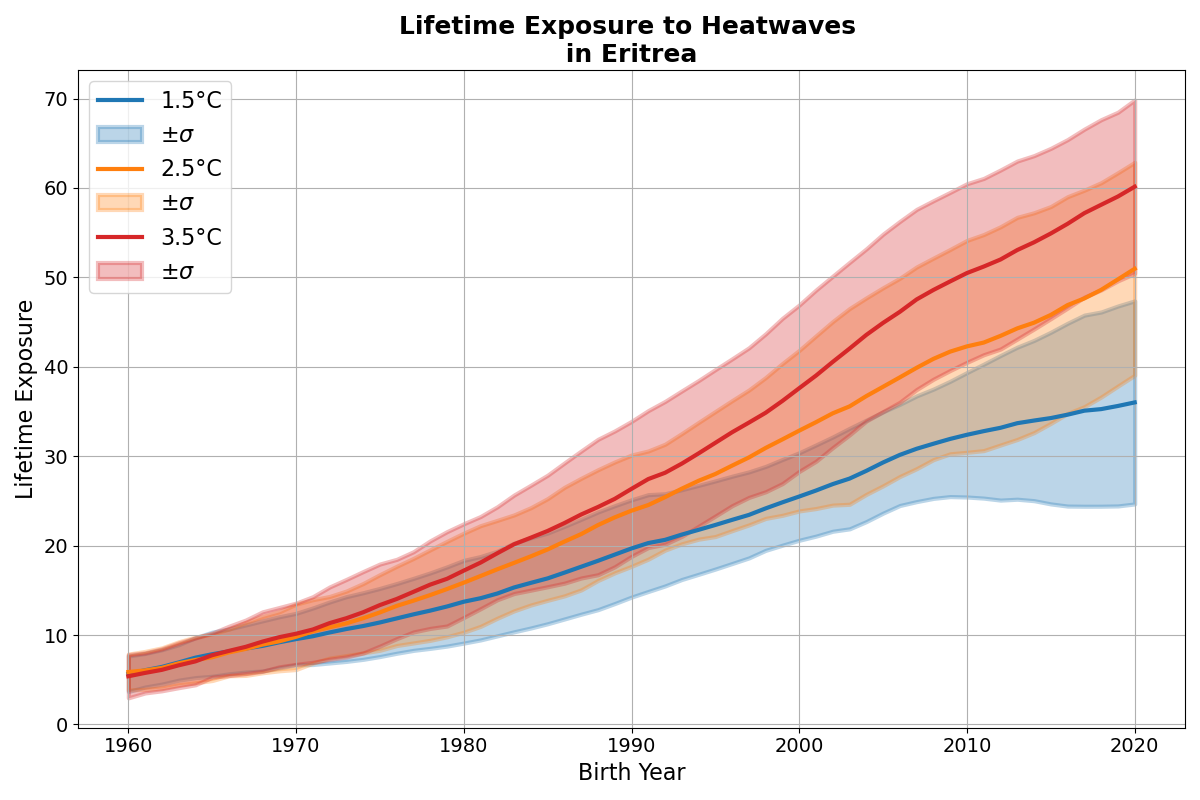 Lifetime Exposure to Heatwaves
in Eritrea
1.5°C
±σ
2.5°C
±σ
3.5°C
±σ
Lifetime Exposure
70
60
50
40
30
20
10
0
1960 1970 1980 1990 2000 2010 2020
Birth Year